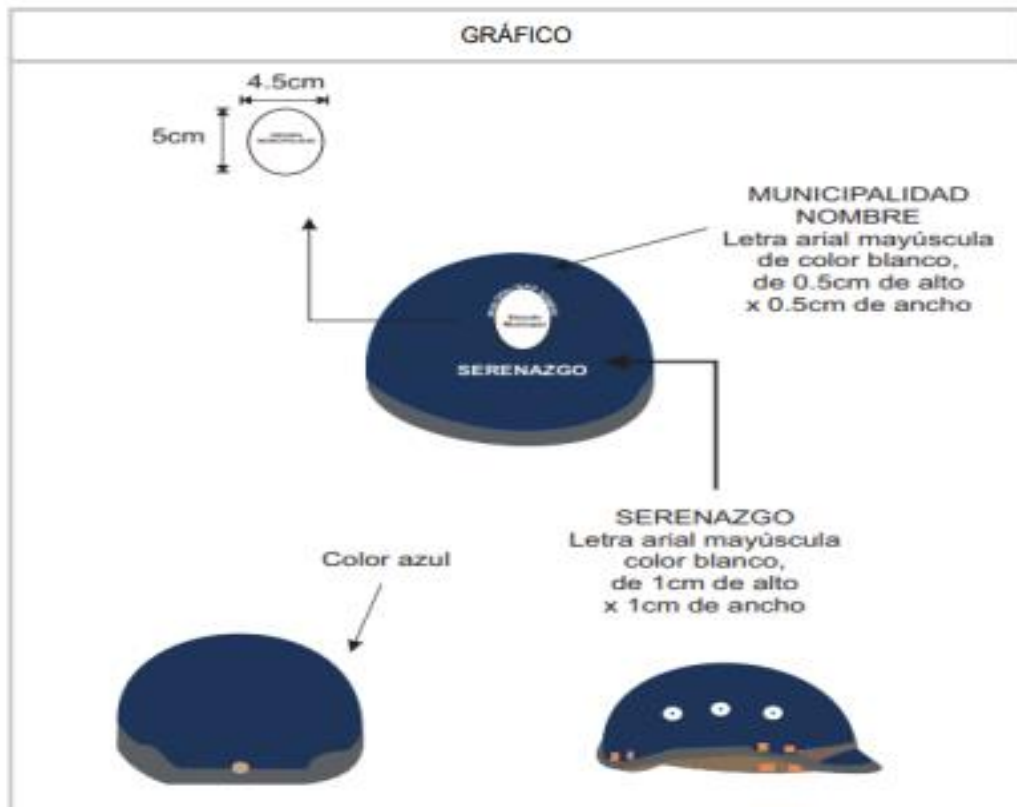 GRÁFICO
4.5cm
5cm
MUNICIPALIDAD
NOMBRE
Letra arial mayúscula
de color blanco,
de 0.5cm de alto
x 0.5cm de ancho
SERENAZGO
SERENAZGO
Letra arial mayúscula
color blanco,
de 1cm de alto
x 1cm de ancho
Color azul